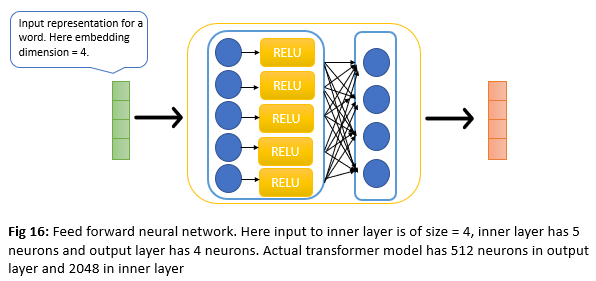 Input representation for a
word. Here embedding
dimension = 4.
RELU
RELU
RELU
RELU
RELU
Fig 16: Feed forward neural network. Here input to inner layer is of size = 4, inner layer has 5
neurons and output layer has 4 neurons. Actual transformer model has 512 neurons in output
layer and 2048 in inner layer